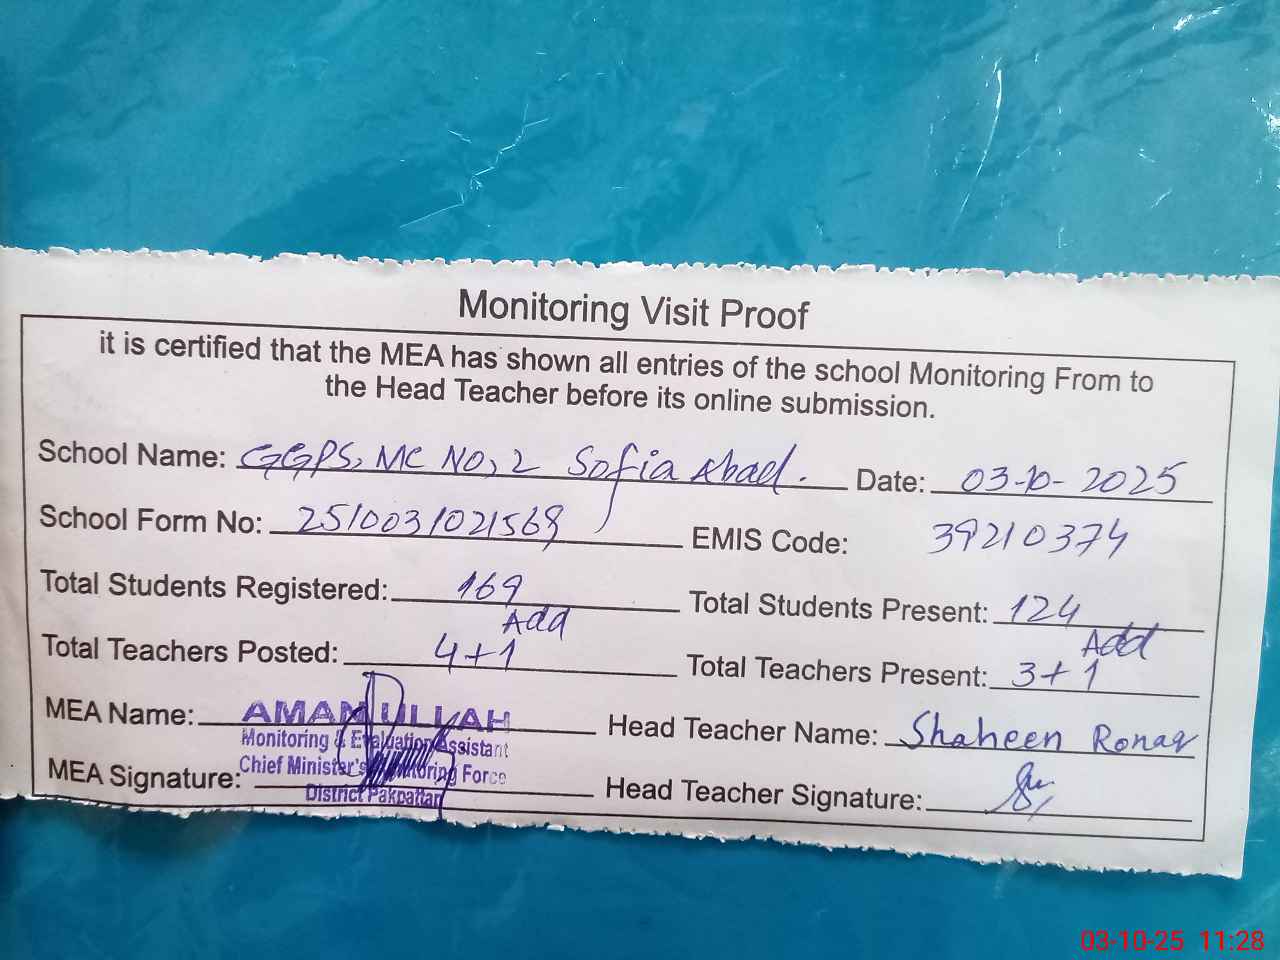 Monitoring Visit Proof
it is certified that the MEA has shown all entries of the school Monitoring From to
the Head Teacher before its online submission.
School Name: GGPS, MC NO, 2 Sofia Abad. Date: 03-10-2025
School Form No: 2510031021569 EMIS Code: 39210374
Total Students Registered: 169 Total Students Present: 124
Add Add
Total Teachers Posted: 4+1 Total Teachers Present: 3+1
MEA Name: AMAN ULLAH Head Teacher Name: Shaheen Ronaq
Monitoring & Evaluation Assistant
Chief Minister's Monitoring Force
MEA Signature: Head Teacher Signature:
District Pakpattan
03-10-25 11:28